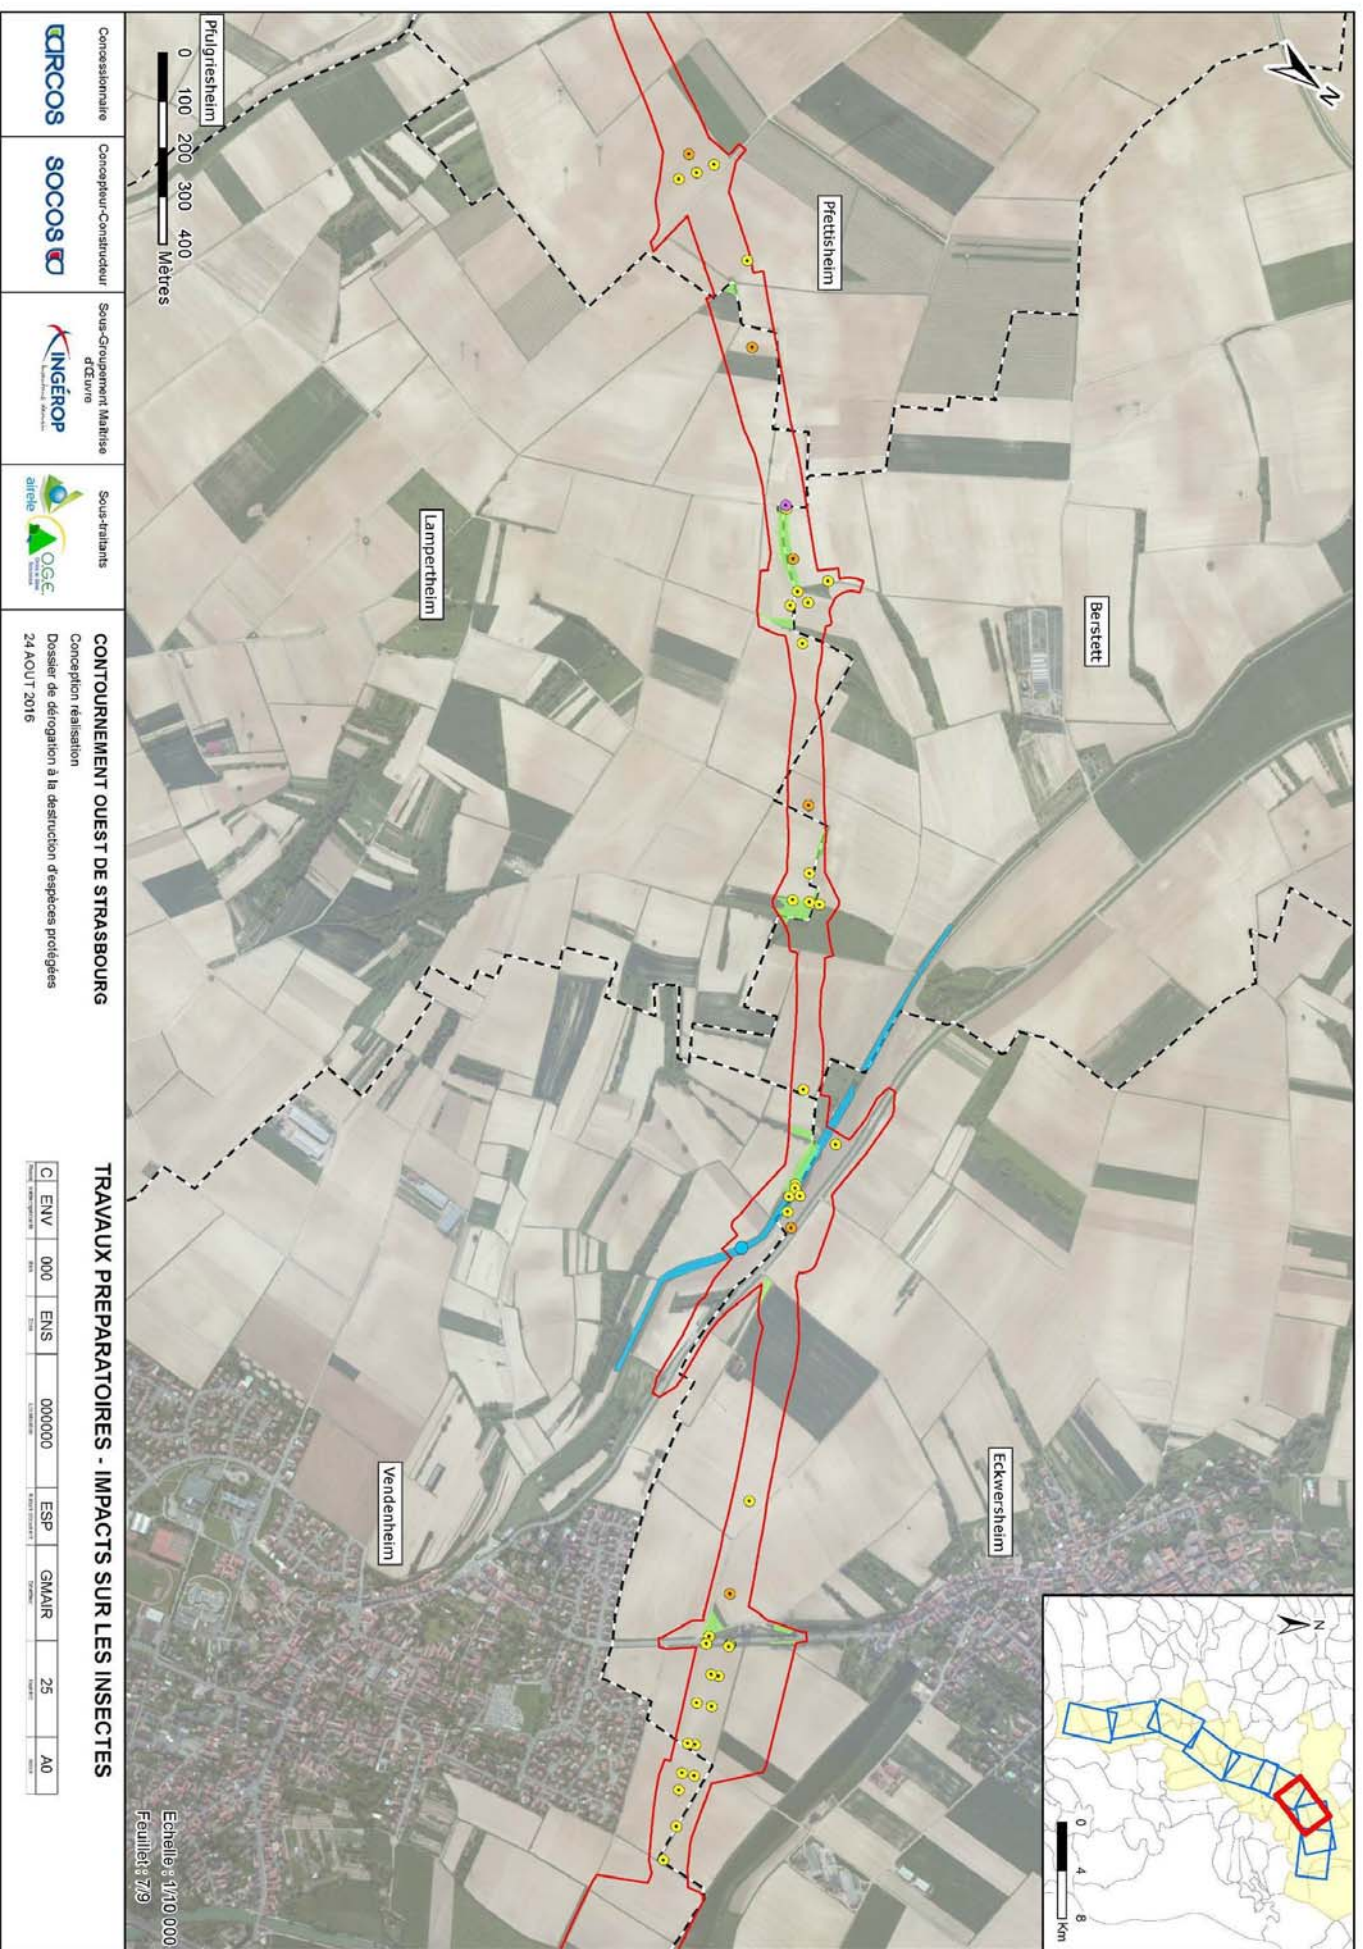 Pfulgriesheim
Pfettisheim
Lampertheim
Berstett
Vendenheim
Eckwersheim
N
0 100 200 300 400
Mètres
N
0 4 8
Km
Echelle : 1/10 000
Feuillet : 7/9
Concessionnaire
ARCOS
Concepteur-Constructeur
SOCOS
Sous-Groupement Maîtrise
d'Œuvre
INGÉROP
Sous-traitants
airele
O.G.E.
CONTOURNEMENT OUEST DE STRASBOURG
Conception réalisation
Dossier de dérogation à la destruction d'espèces protégées
24 AOUT 2016
TRAVAUX PREPARATOIRES - IMPACTS SUR LES INSECTES
C ENV 000 ENS 000000 ESP GMAIR 25 A0